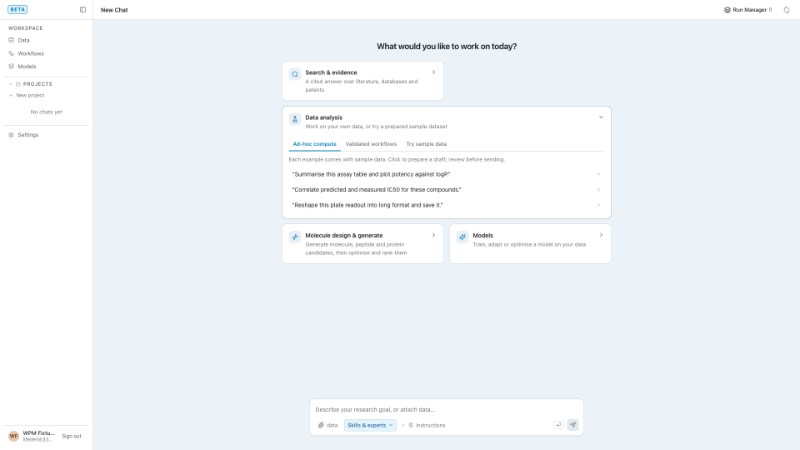 BETA
New Chat
Run Manager 0
WORKSPACE
Data
Workflows
Models
PROJECTS
+ New project
No chats yet
Settings
What would you like to work on today?
Search & evidence
A cited answer over literature, databases and
patents
Data analysis
Work on your own data, or try a prepared sample dataset
Ad-hoc compute Validated workflows Try sample data
Each example comes with sample data. Click to prepare a draft; review before sending.
"Summarise this assay table and plot potency against logP."
"Correlate predicted and measured IC50 for these compounds."
"Reshape this plate readout into long format and save it."
Molecule design & generate
Generate molecule, peptide and protein
candidates, then optimise and rank them
Models
Train, adapt or optimise a model on your data
Describe your research goal, or attach data...
data Skills & experts Instructions
WF
WPM Fixtu...
Sign out